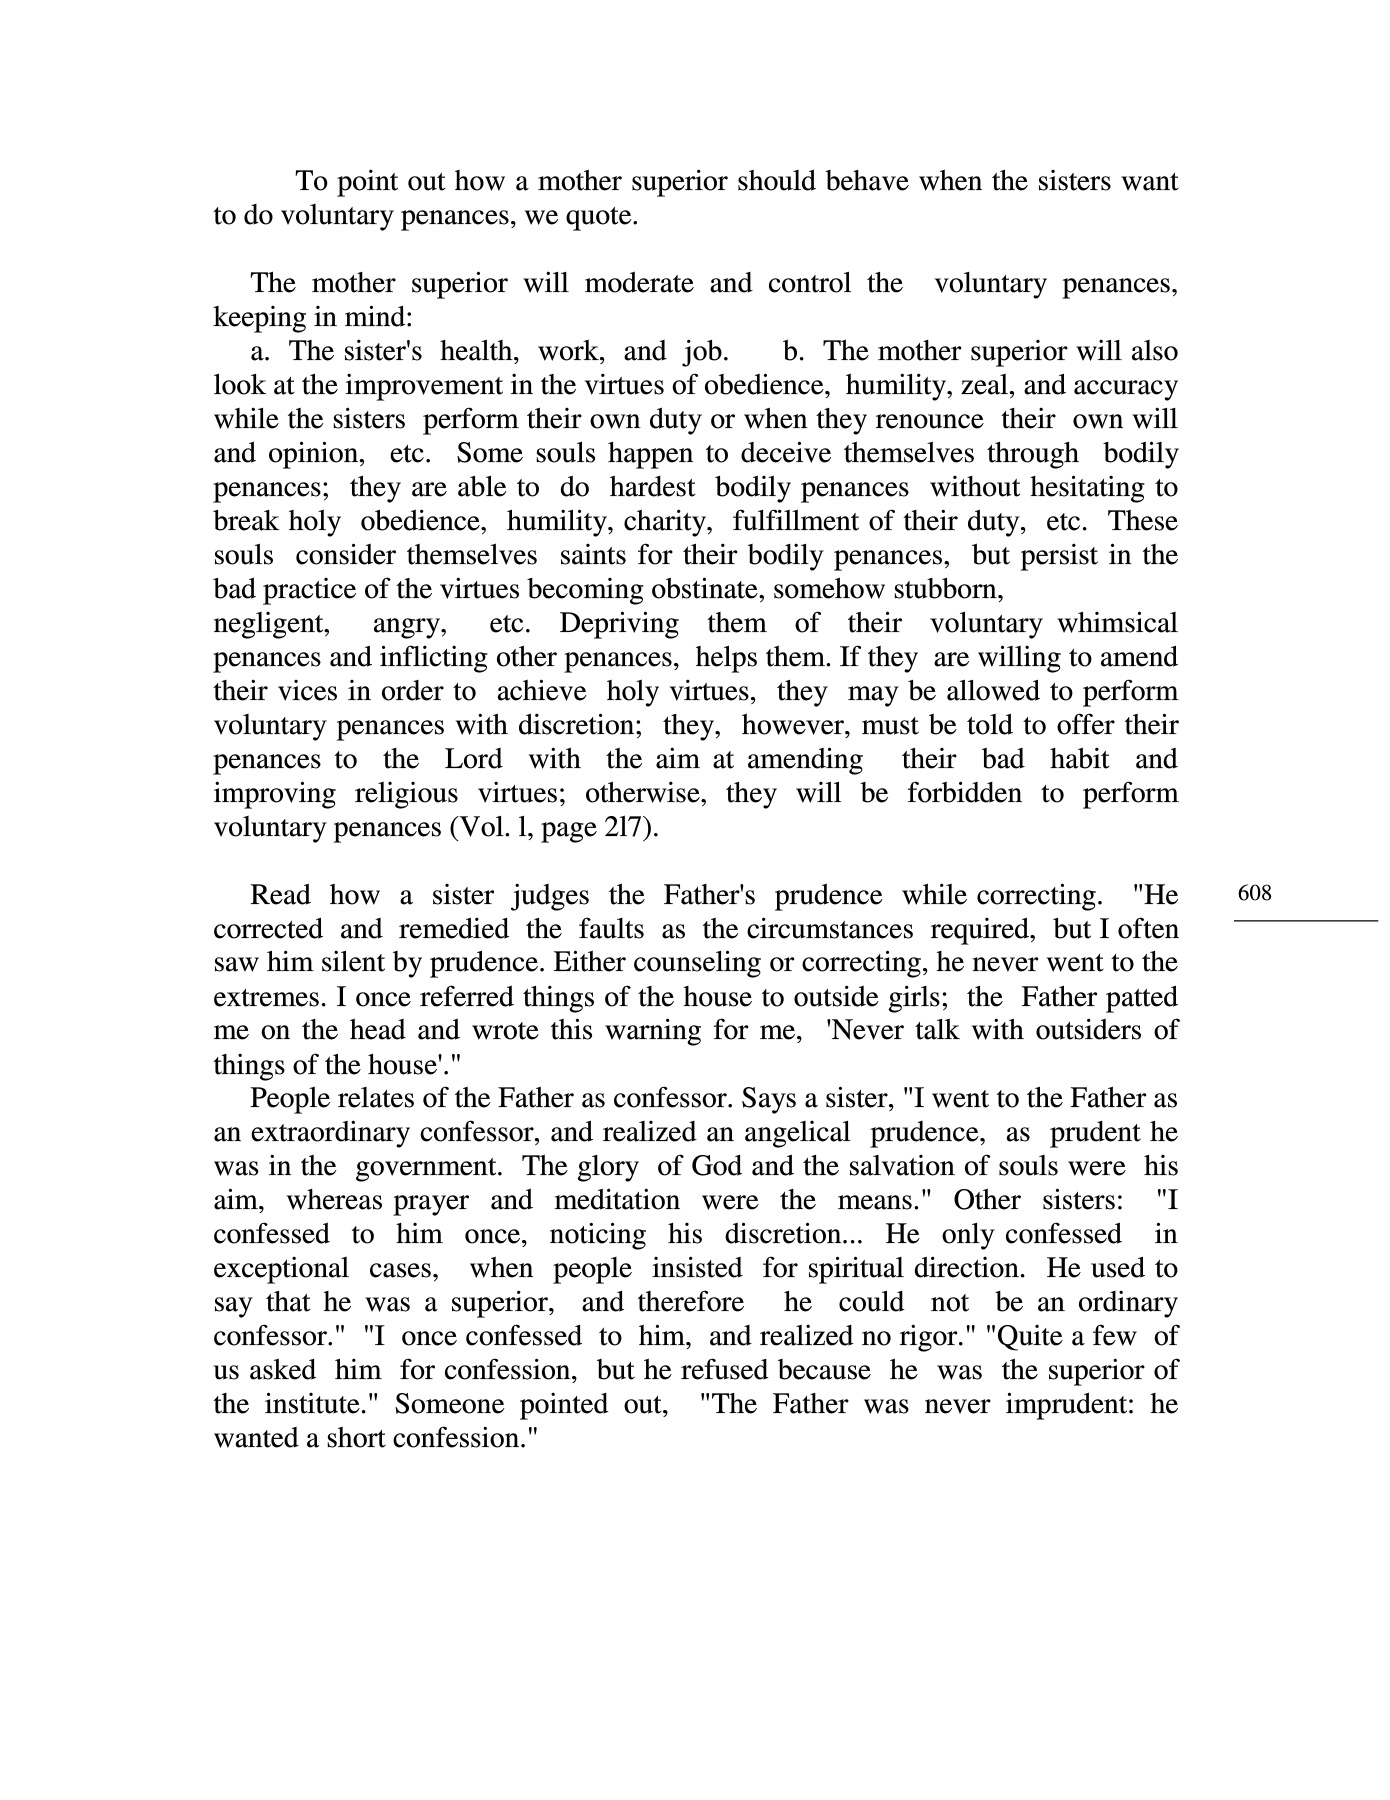 To point out how a mother superior should behave when the sisters want
to do voluntary penances, we quote.
The mother superior will moderate and control the voluntary penances,
keeping in mind:
a. The sister's health, work, and job. b. The mother superior will also
look at the improvement in the virtues of obedience, humility, zeal, and accuracy
while the sisters perform their own duty or when they renounce their own will
and opinion, etc. Some souls happen to deceive themselves through bodily
penances; they are able to do hardest bodily penances without hesitating to
break holy obedience, humility, charity, fulfillment of their duty, etc. These
souls consider themselves saints for their bodily penances, but persist in the
bad practice of the virtues becoming obstinate, somehow stubborn,
negligent, angry, etc. Depriving them of their voluntary whimsical
penances and inflicting other penances, helps them. If they are willing to amend
their vices in order to achieve holy virtues, they may be allowed to perform
voluntary penances with discretion; they, however, must be told to offer their
penances to the Lord with the aim at amending their bad habit and
improving religious virtues; otherwise, they will be forbidden to perform
voluntary penances (Vol. l, page 2l7).
Read how a sister judges the Father's prudence while correcting. "He
corrected and remedied the faults as the circumstances required, but I often
saw him silent by prudence. Either counseling or correcting, he never went to the
extremes. I once referred things of the house to outside girls; the Father patted
me on the head and wrote this warning for me, 'Never talk with outsiders of
things of the house'."
People relates of the Father as confessor. Says a sister, "I went to the Father as
an extraordinary confessor, and realized an angelical prudence, as prudent he
was in the government. The glory of God and the salvation of souls were his
aim, whereas prayer and meditation were the means." Other sisters: "I
confessed to him once, noticing his discretion... He only confessed in
exceptional cases, when people insisted for spiritual direction. He used to
say that he was a superior, and therefore he could not be an ordinary
confessor." "I once confessed to him, and realized no rigor." "Quite a few of
us asked him for confession, but he refused because he was the superior of
the institute." Someone pointed out, "The Father was never imprudent: he
wanted a short confession."
608